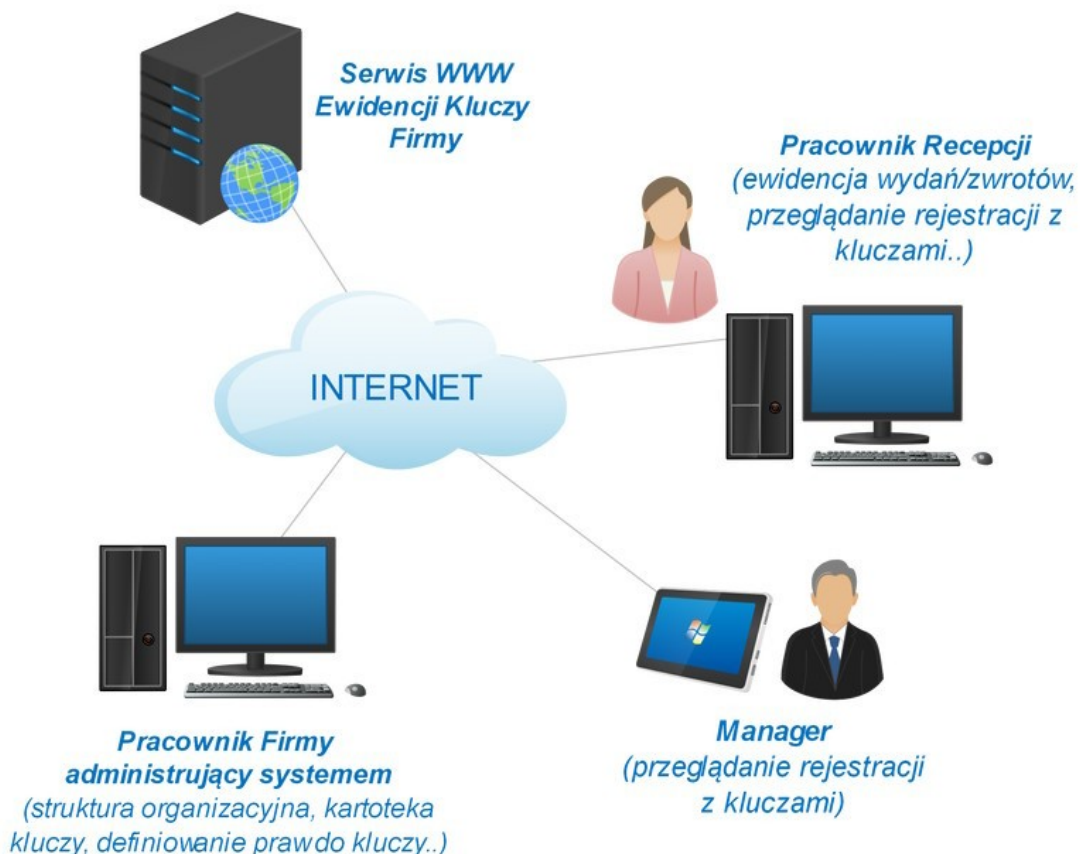 Serwis WWW
Ewidencji Kluczy
Firmy
Pracownik Recepcji
(ewidencja wydań/zwrotów,
przeglądanie rejestracji z
kluczami..)
INTERNET
Pracownik Firmy
administrujący systemem
(struktura organizacyjna, kartoteka
kluczy, definiowanie prawdo kluczy..)
Manager
(przeglądanie rejestracji
z kluczami)